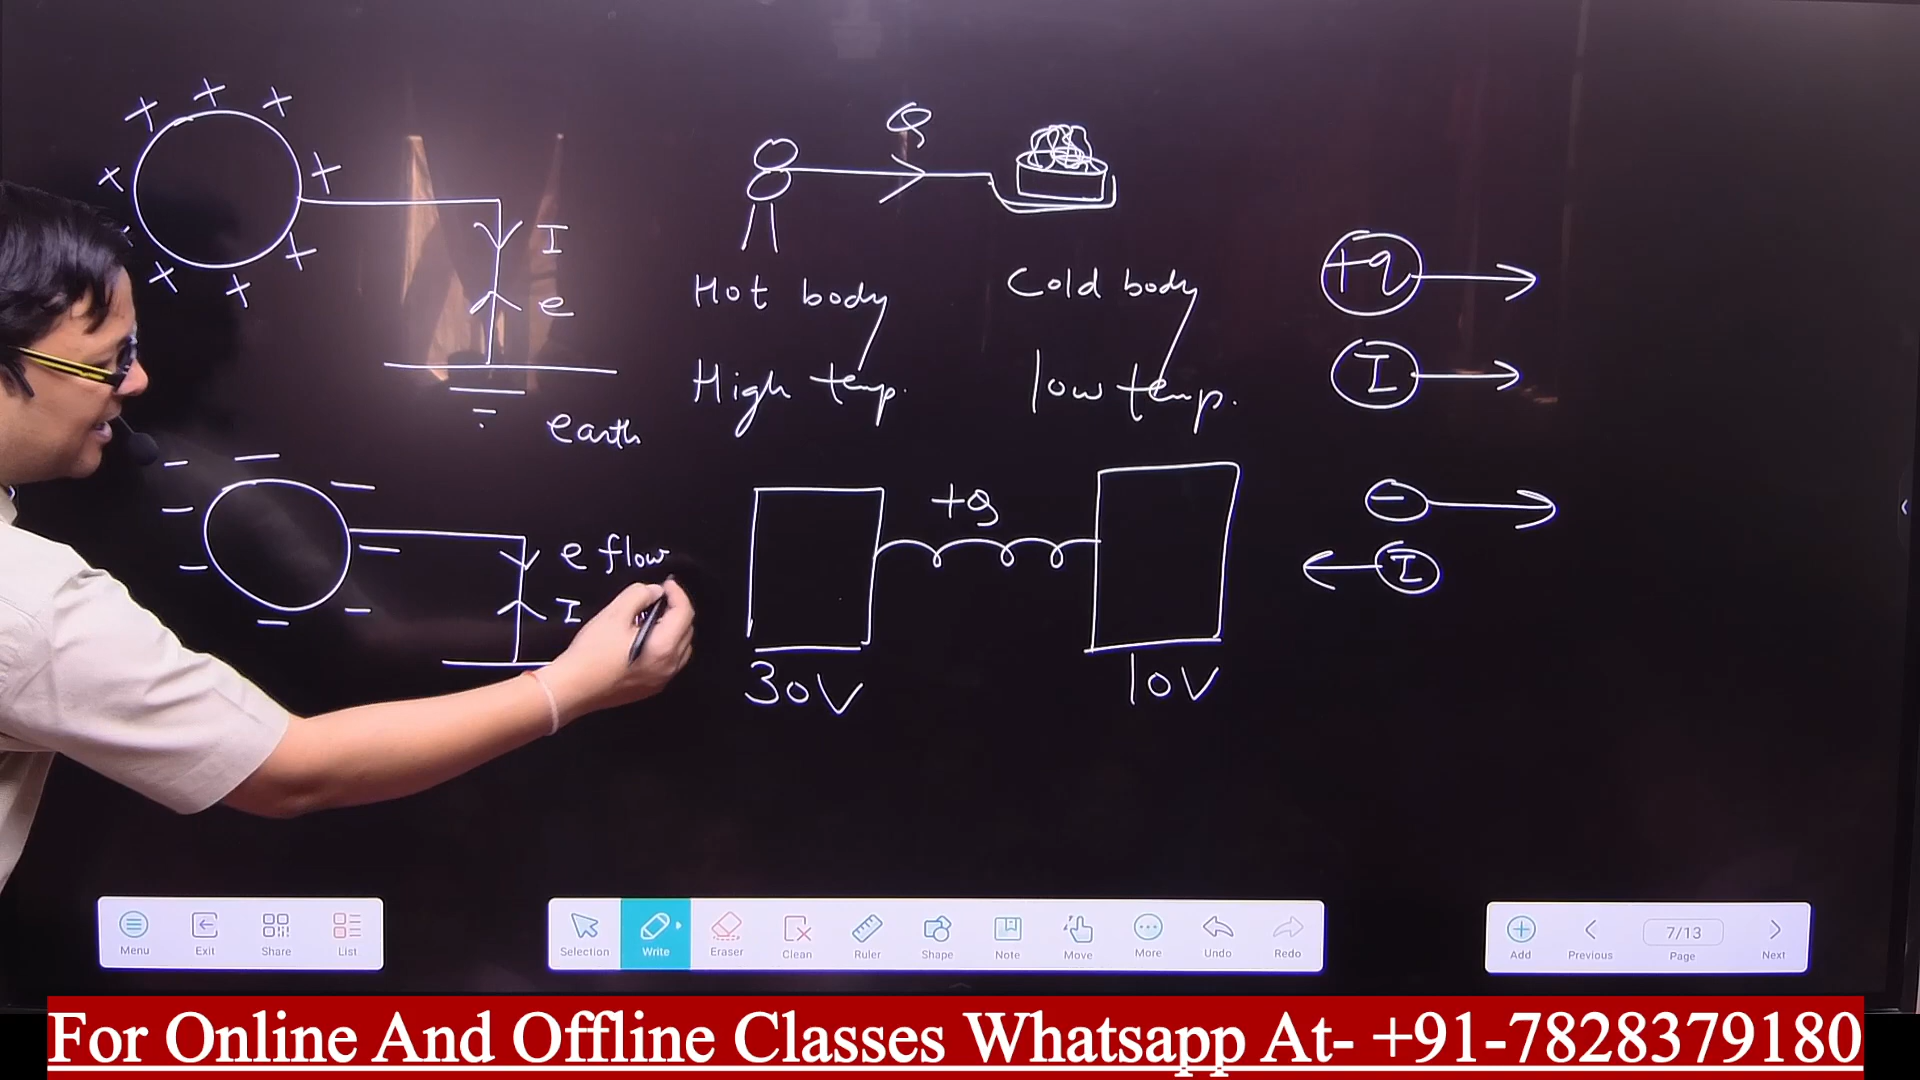 + + +
+ +
I
e
+ + + +
earth
Q
Hot body
Cold body
High temp.
low temp.
+q
I
-
I
e flow
I
+Q
30V
10V
Menu
Exit
Share
List
Selection
Write
Eraser
Clean
Ruler
Shape
Note
Move
More
Undo
Redo
Add
Previous
7/13
Page
Next
For Online And Offline Classes Whatsapp At- +91-7828379180